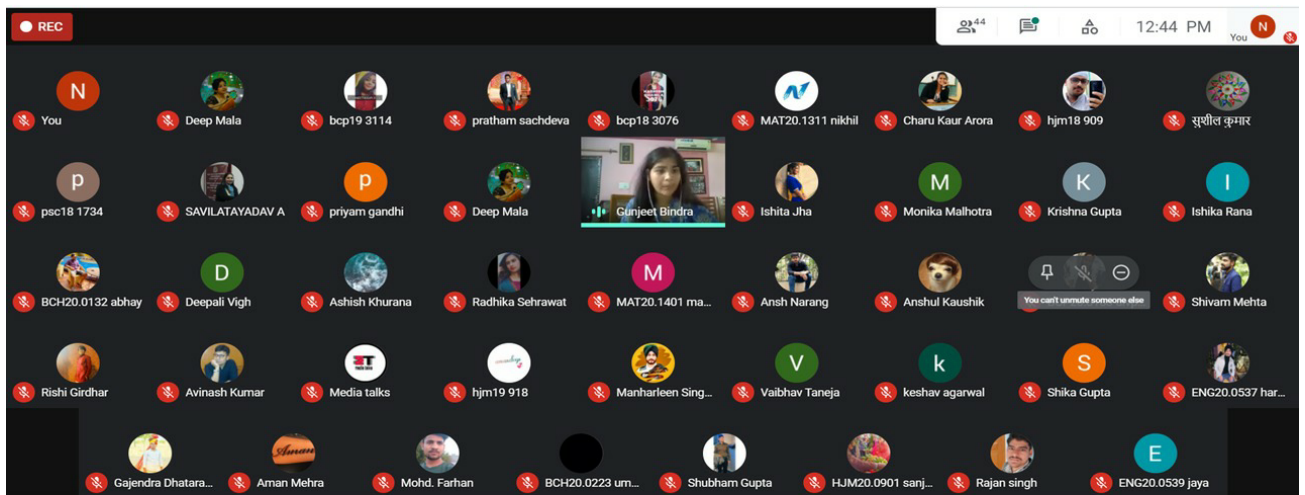 REC
44
12:44 PM
You
N
N
You
Deep Mala
bcp19 3114
pratham sachdeva
bcp18 3076
MAT20.1311 nikhil
Charu Kaur Arora
hjm18 909
सुशील कुमार
p
psc18 1734
SAVILATAYADAV A
p
priyam gandhi
Deep Mala
Gunjeet Bindra
Ishita Jha
M
Monika Malhotra
K
Krishna Gupta
I
Ishika Rana
BCH20.0132 abhay
D
Deepali Vigh
Ashish Khurana
Radhika Sehrawat
M
MAT20.1401 ma...
Ansh Narang
Anshul Kaushik
You can't unmute someone else
Shivam Mehta
Rishi Girdhar
Avinash Kumar
Media talks
hjm19 918
Manharleen Sing...
V
Vaibhav Taneja
k
keshav agarwal
S
Shika Gupta
ENG20.0537 har...
Gajendra Dhatara...
Aman
Aman Mehra
Mohd. Farhan
BCH20.0223 um...
Shubham Gupta
HJM20.0901 sanj...
Rajan singh
E
ENG20.0539 jaya